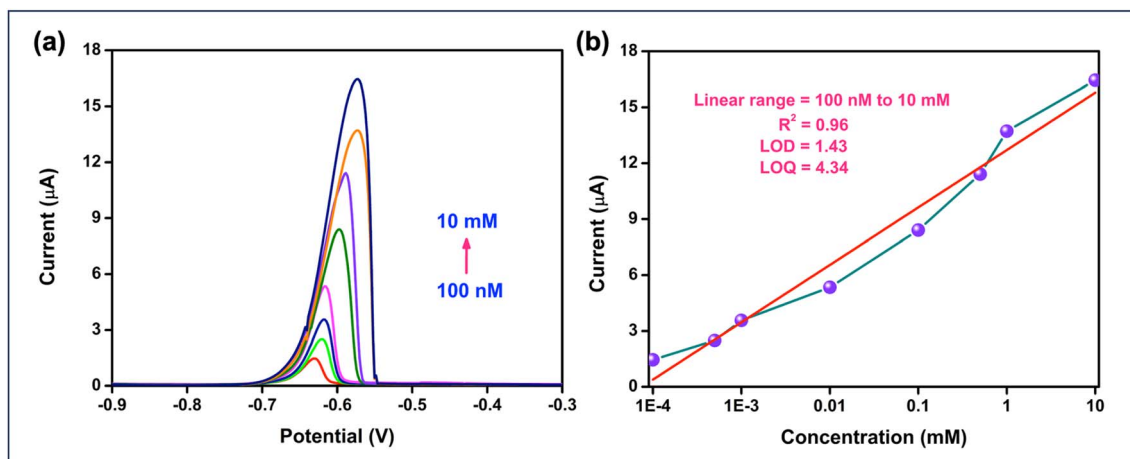 (a)
18
15
12
9
6
3
0
Current (µA)
10 mM
100 nM
-0.9
-0.8
-0.7
-0.6
-0.5
-0.4
-0.3
Potential (V)
(b)
18
15
12
9
6
3
0
Current (µA)
Linear range = 100 nM to 10 mM
R² = 0.96
LOD = 1.43
LOQ = 4.34
1E-4
1E-3
0.01
0.1
1
10
Concentration (mM)